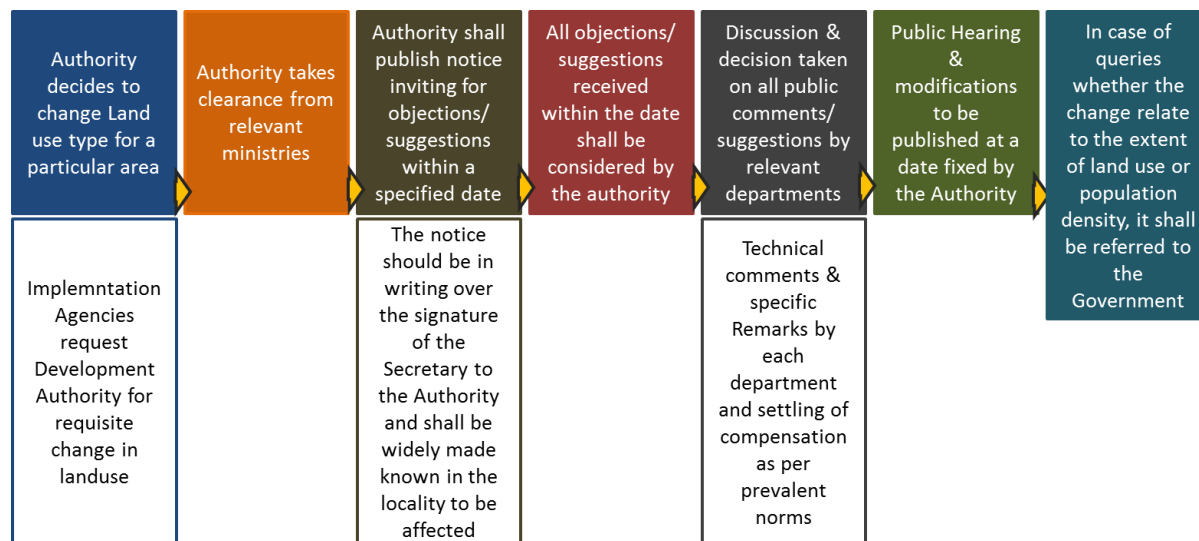 Authority
decides to
change Land
use type for a
particular area
Implemntation
Agencies
request
Development
Authority for
requisite
change in
landuse
Authority takes
clearance from
relevant
ministries
Authority shall
publish notice
inviting for
objections/
suggestions
within a
specified date
The notice
should be in
writing over
the signature
of the
Secretary to
the Authority
and shall be
widely made
known in the
locality to be
affected
All objections/
suggestions
received
within the date
shall be
considered by
the authority
Discussion &
decision taken
on all public
comments/
suggestions by
relevant
departments
Technical
comments &
specific
Remarks by
each
department
and settling of
compensation
as per
prevalent
norms
Public Hearing
&
modifications
to be
published at a
date fixed by
the Authority
In case of
queries
whether the
change relate
to the extent
of land use or
population
density, it shall
be referred to
the
Government